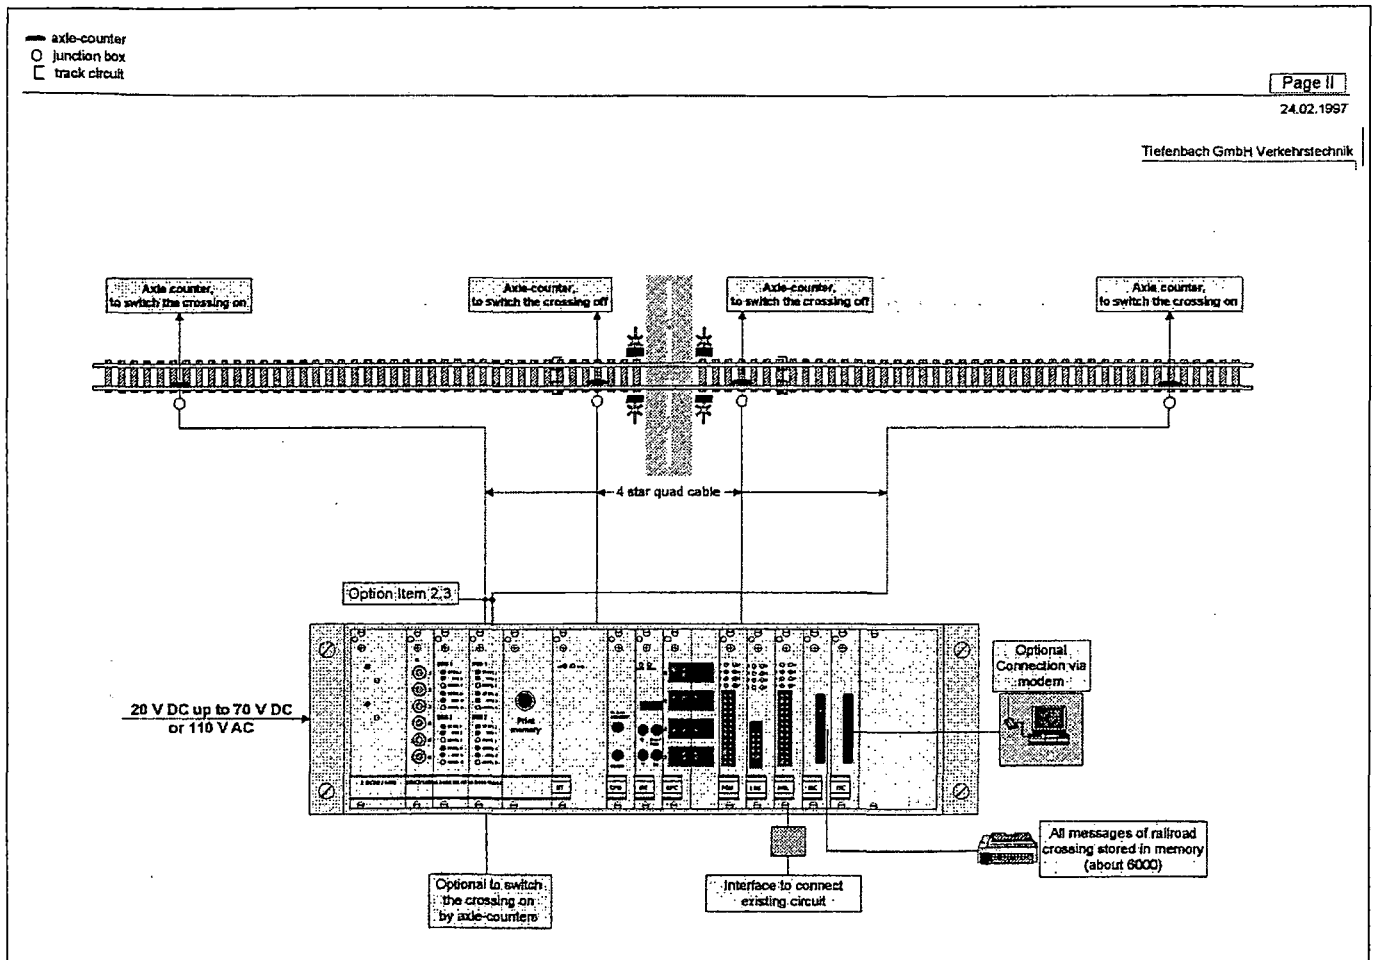 axle-counter
junction box
track circuit
Page II
24.02.1997
Tiefenbach GmbH Verkehrstechnik
Axle counter,
to switch the crossing on
Axle-counter,
to switch the crossing off
Axle-counter,
to switch the crossing off
Axle counter,
to switch the crossing on
4 star quad cable
Option Item 2.3
20 V DC up to 70 V DC
or 110 V AC
Print
memory
Optional
Connection via
modem
All messages of railroad
crossing stored in memory
(about 6000)
Optional to switch
the crossing on
by axle-counters
Interface to connect
existing circuit